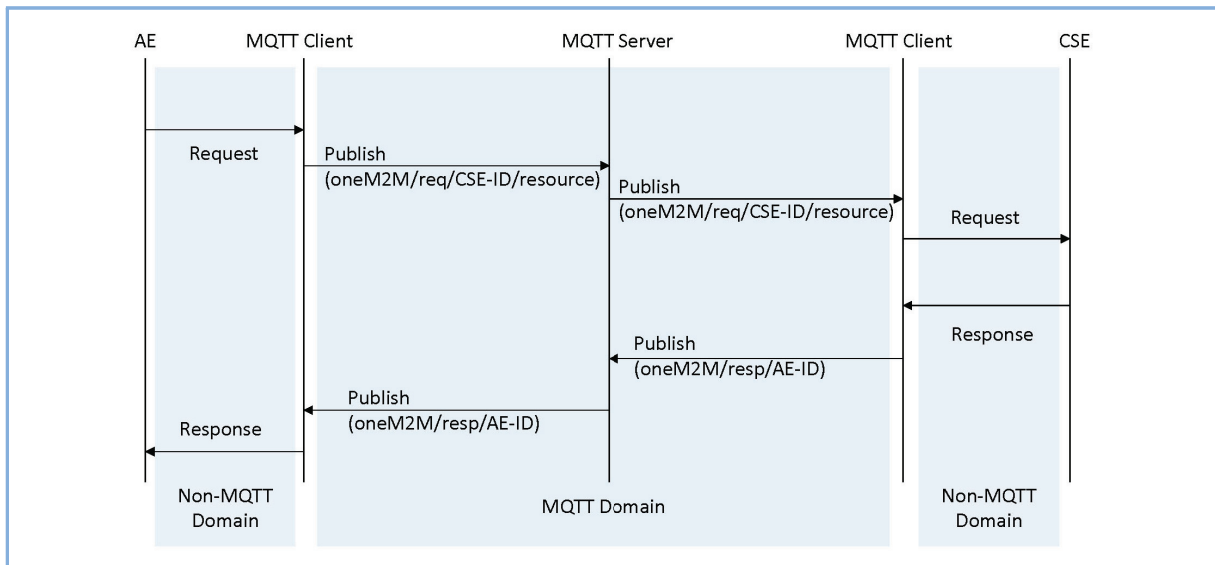 AE
MQTT Client
MQTT Server
MQTT Client
CSE
Request
Publish
(oneM2M/req/CSE-ID/resource)
Publish
(oneM2M/req/CSE-ID/resource)
Request
Response
Publish
(oneM2M/resp/AE-ID)
Publish
(oneM2M/resp/AE-ID)
Response
Non-MQTT
Domain
MQTT Domain
Non-MQTT
Domain